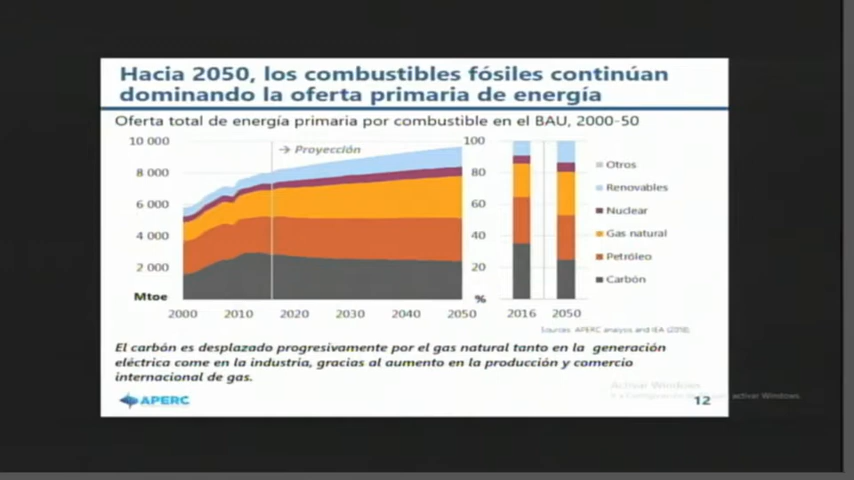 Hacia 2050, los combustibles fósiles continúan
dominando la oferta primaria de energía
Oferta total de energía primaria por combustible en el BAU, 2000-50
10 000
8 000
6 000
4 000
2 000
Mtoe
→ Proyección
2000
2010
2020
2030
2040
2050
100
80
60
40
20
%
2016
2050
Otros
Renovables
Nuclear
Gas natural
Petróleo
Carbón
Sources: APERC analysis and IEA (2018).
El carbón es desplazado progresivamente por el gas natural tanto en la generación
eléctrica come en la industria, gracias al aumento en la producción y comercio
internacional de gas.
APERC
Activar Windows
activar Windows.
12